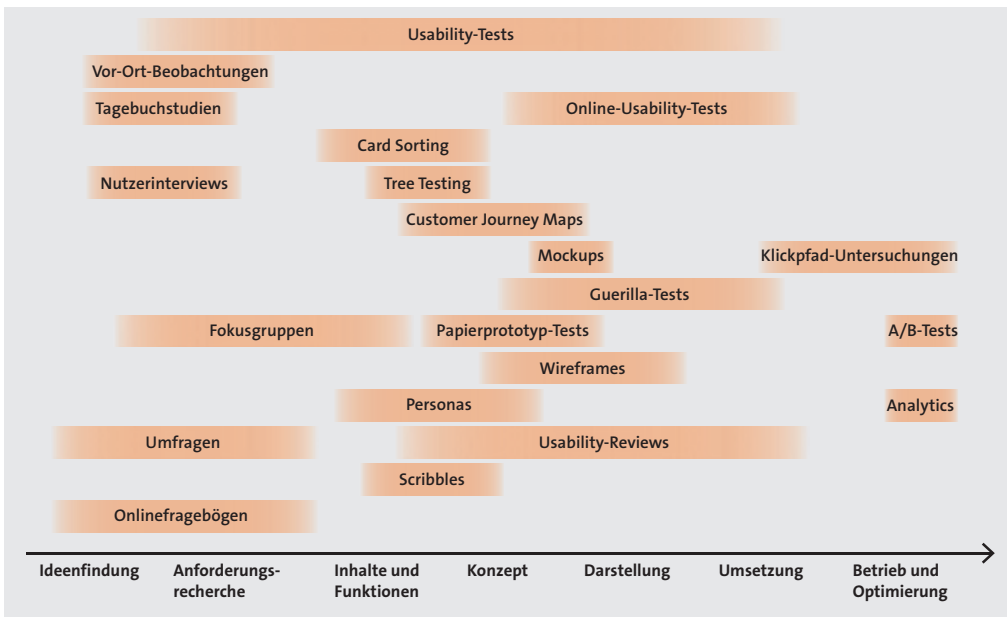 Usability-Tests
Vor-Ort-Beobachtungen
Tagebuchstudien
Online-Usability-Tests
Card Sorting
Nutzerinterviews
Tree Testing
Customer Journey Maps
Mockups
Klickpfad-Untersuchungen
Guerilla-Tests
Fokusgruppen
Papierprototyp-Tests
A/B-Tests
Wireframes
Personas
Analytics
Umfragen
Usability-Reviews
Scribbles
Onlinefragebögen
Ideenfindung
Anforderungs-
recherche
Inhalte und
Funktionen
Konzept
Darstellung
Umsetzung
Betrieb und
Optimierung